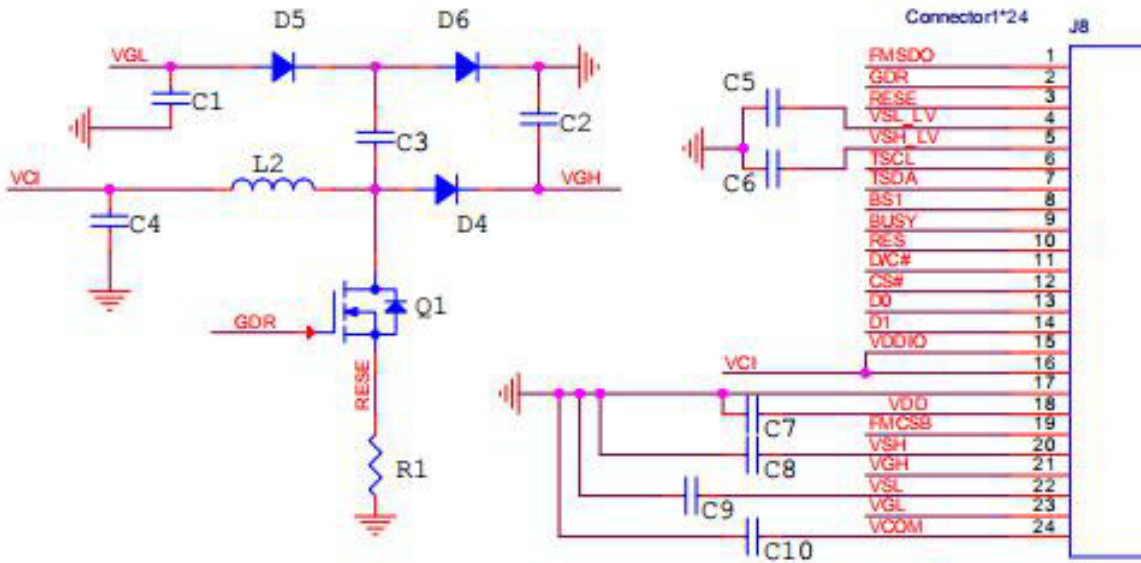 Connector1*24
J8
D5
D6
VGL
C1
C2
C3
VCI
L2
VGH
C4
D4
GDR
Q1
RESE
R1
C5
C6
FMSDO 1
GDR 2
RESE 3
VSL_LV 4
VSH_LV 5
TSCL 6
TSDA 7
BS1 8
BUSY 9
RES 10
D/C# 11
CS# 12
D0 13
D1 14
VDDIO 15
VCI 16
17
VDD 18
FMCSB 19
VSH 20
VGH 21
VSL 22
VGL 23
VCOM 24
C7
C8
C9
C10